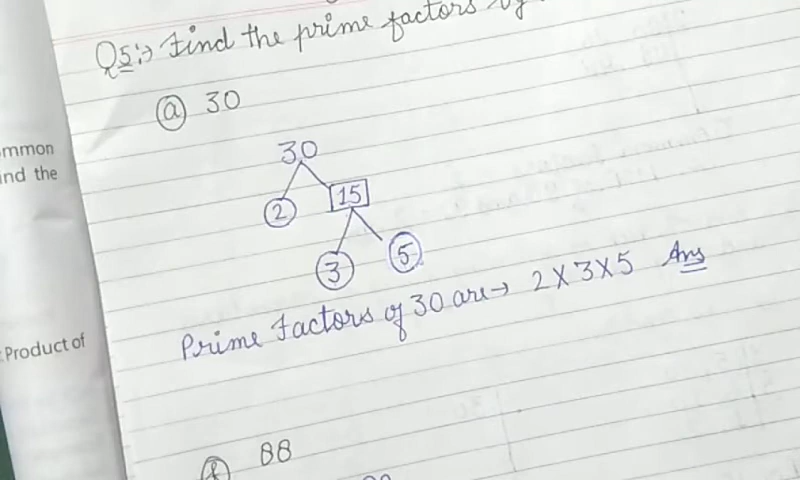 Q5:→ Find the prime factors by
ⓐ 30
30
2 15
3 5
Prime Factors of 30 are→ 2×3×5 Ans
88
mmon
nd the
Product of